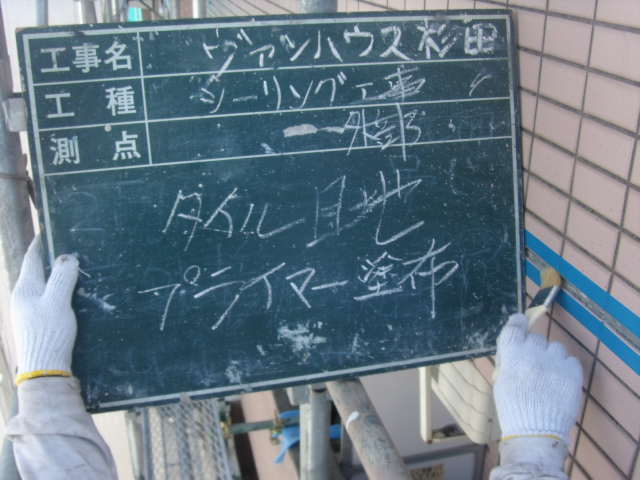 工事名 ヴァンハウス杉田
工種 シーリング工事
測点 外部
タイル目地
プライマー塗布